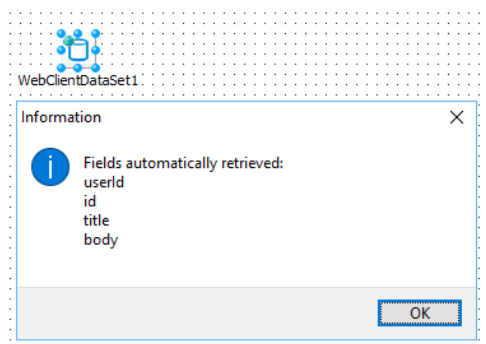 WebClientDataSet1
Information
Fields automatically retrieved:
userId
id
title
body
OK